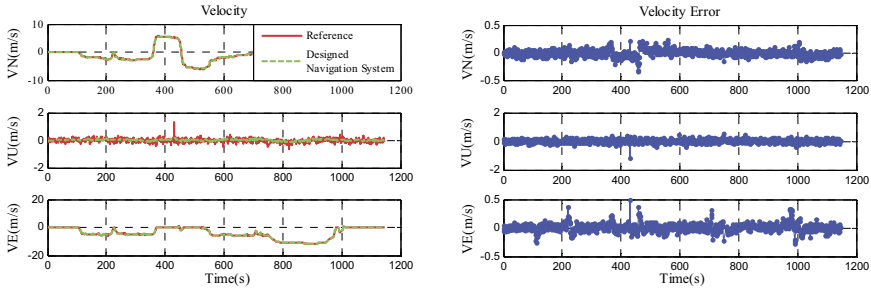 Velocity
VN(m/s)
10
0
-10
0 200 400 600 800 1000 1200
Reference
Designed
Navigation System
VU(m/s)
2
0
-2
0 200 400 600 800 1000 1200
VE(m/s)
20
0
-20
0 200 400 600 800 1000 1200
Time(s)
Velocity Error
VN(m/s)
0.5
0
-0.5
0 200 400 600 800 1000 1200
VU(m/s)
2
0
-2
0 200 400 600 800 1000 1200
VE(m/s)
0.5
0
-0.5
0 200 400 600 800 1000 1200
Time(s)